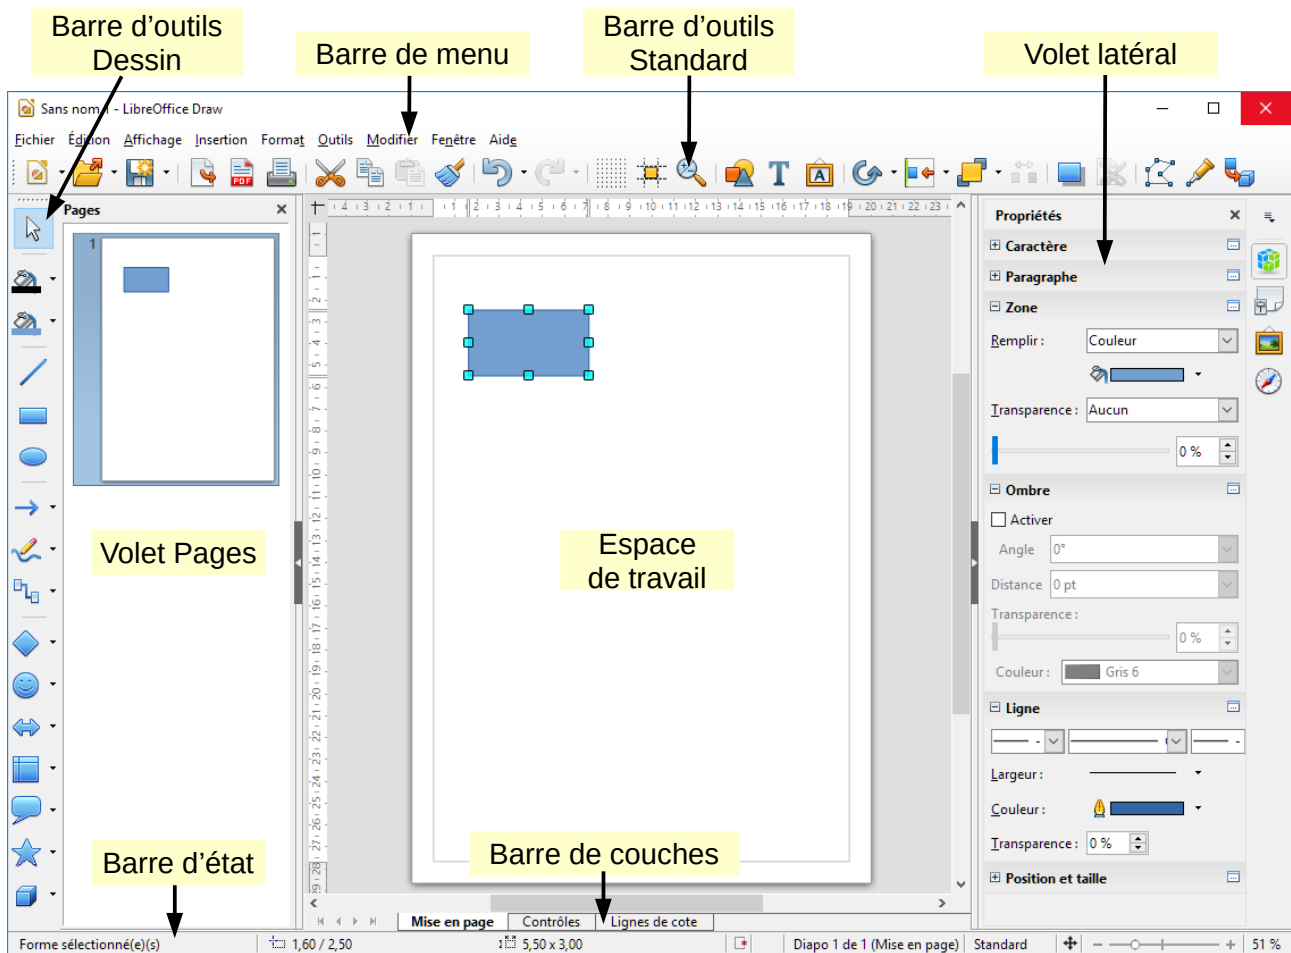 Barre d'outils
Dessin
Barre de menu
Barre d'outils
Standard
Volet latéral
Sans nom 1 - LibreOffice Draw
Fichier Édition Affichage Insertion Format Outils Modifier Fenêtre Aide
Pages
1
Volet Pages
Espace
de travail
Propriétés
Caractère
Paragraphe
Zone
Remplir : Couleur
Transparence : Aucun
0 %
Ombre
Activer
Angle 0°
Distance 0 pt
Transparence :
0 %
Couleur : Gris 6
Ligne
Largeur :
Couleur :
Transparence : 0 %
Position et taille
Barre d'état
Barre de couches
Mise en page Contrôles Lignes de cote
Forme sélectionné(e)(s) 1,60 / 2,50 5,50 x 3,00 Diapo 1 de 1 (Mise en page) Standard 51 %